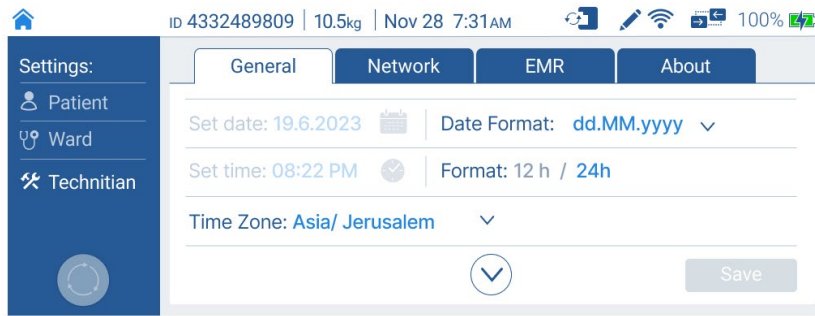 ID 4332489809 | 10.5kg | Nov 28 7:31AM 100%
Settings:
Patient
Ward
Technitian
General Network EMR About
Set date: 19.6.2023 Date Format: dd.MM.yyyy
Set time: 08:22 PM Format: 12 h / 24h
Time Zone: Asia/ Jerusalem
Save